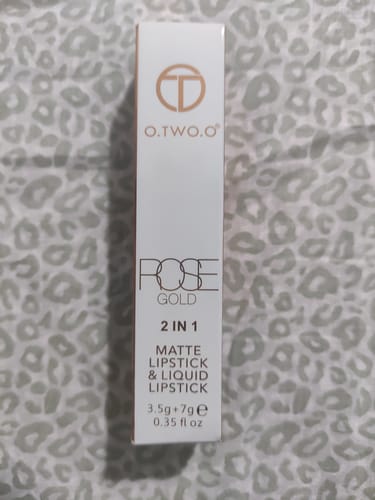 O.TWO.O®
ROSE
GOLD
2 IN 1
MATTE
LIPSTICK
& LIQUID
LIPSTICK
3.5g+7g℮
0.35 fl oz